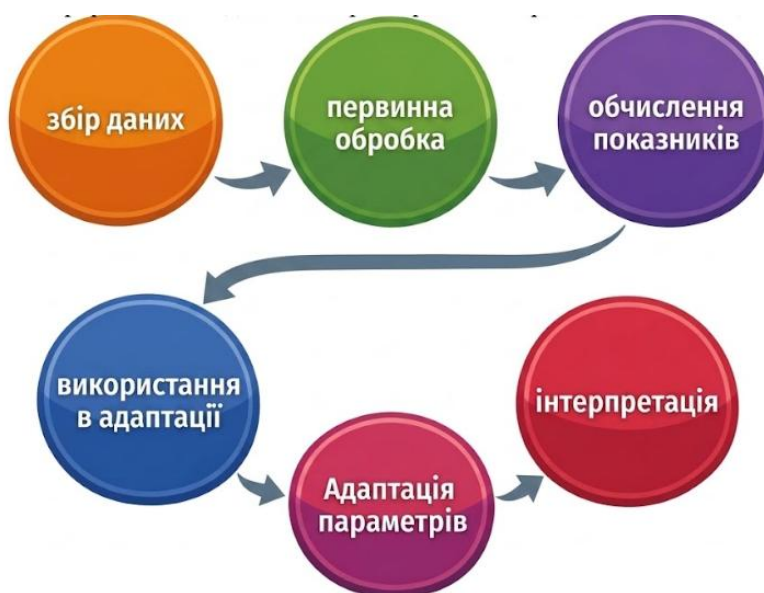 збір даних
первинна
обробка
обчислення
показників
використання
в адаптації
Адаптація
параметрів
інтерпретація